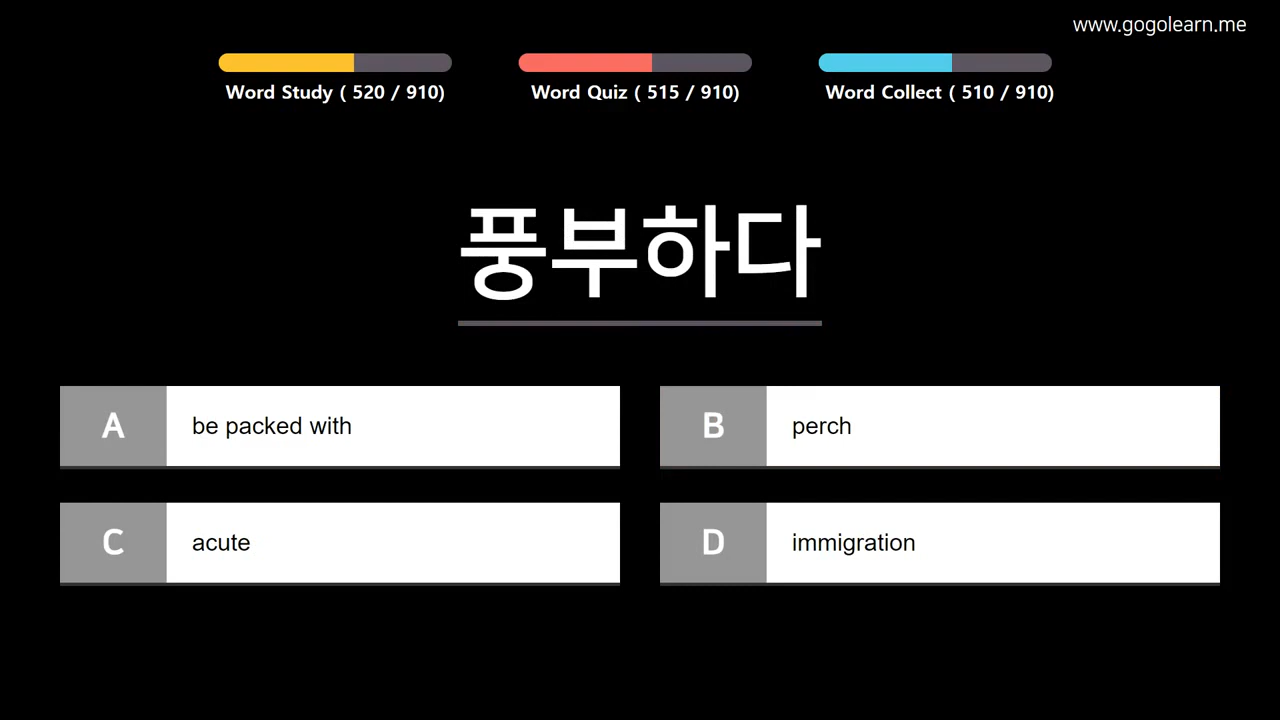 www.gogolearn.me
Word Study ( 520 / 910)
Word Quiz ( 515 / 910)
Word Collect ( 510 / 910)
풍부하다
A be packed with
B perch
C acute
D immigration